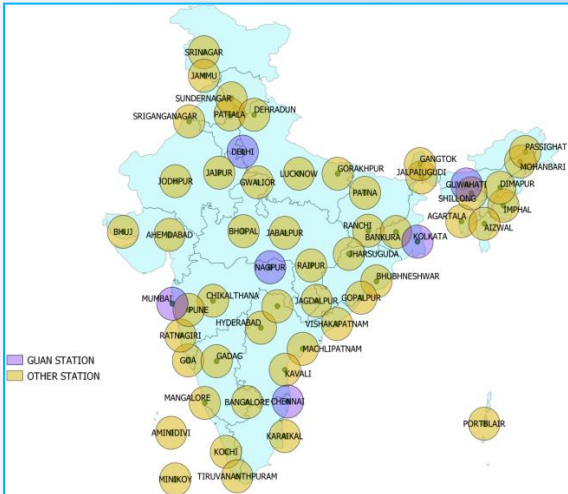 SRINAGAR
JAMMU
SUNDERNAGAR
PATIALA
DEHRADUN
SRIGANGANAGAR
DELHI
JAIPUR
JODHPUR
GWALIOR
LUCKNOW
GORAKHPUR
PATNA
GANGTOK
JALPAIUGUDI
PASSIGHAT
MOHANBARI
GUWAHATI
SHILLONG
DIMAPUR
IMPHAL
AGARTALA
AIZWAL
BHUJ
AHEMDABAD
BHOPAL
JABALPUR
RANCHI
BANKURA
KOLKATA
NAGPUR
RAIPUR
JHARSUGUDA
BHUBHNESHWAR
MUMBAI
PUNE
CHIKALTHANA
JAGDALPUR
GOPALPUR
HYDERABAD
VISHAKAPATNAM
RATNAGIRI
GOA
GADAG
MACHLIPATNAM
KAVALI
MANGALORE
BANGALORE
CHENNAI
PORTBLAIR
AMINIDIVI
KOCHI
KARAIKAL
MINIKOY
TIRUVANANTHPURAM
GUAN STATION
OTHER STATION